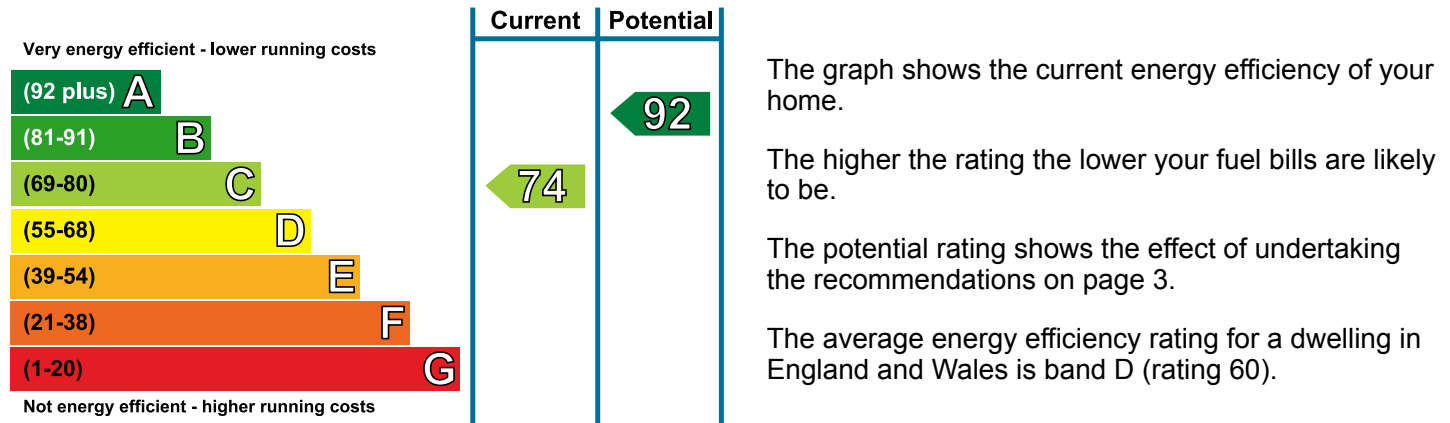 Current Potential
Very energy efficient - lower running costs
(92 plus) A
92
(81-91) B
(69-80) C
74
(55-68) D
(39-54) E
(21-38) F
(1-20) G
Not energy efficient - higher running costs
The graph shows the current energy efficiency of your
home.
The higher the rating the lower your fuel bills are likely
to be.
The potential rating shows the effect of undertaking
the recommendations on page 3.
The average energy efficiency rating for a dwelling in
England and Wales is band D (rating 60).